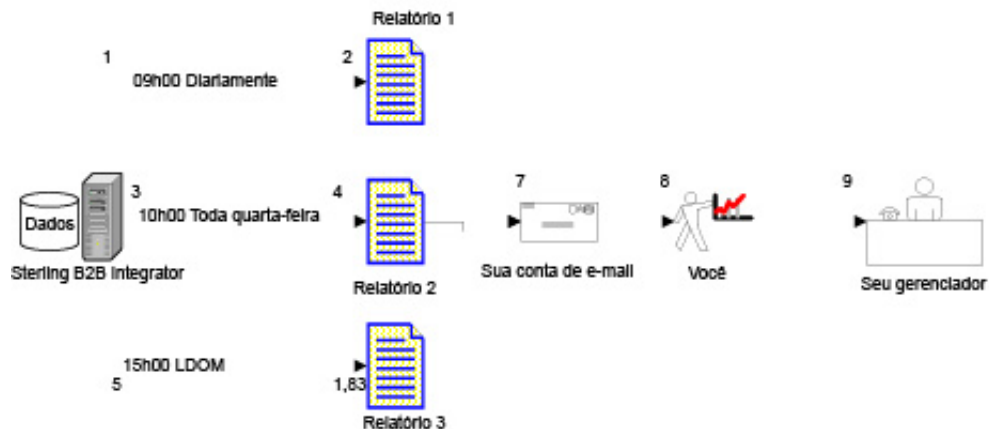 Relatório 1
1
2
09h00 Diariamente
3
4
7
8
9
Dados
10h00 Toda quarta-feira
Sterling B2B Integrator
Sua conta de e-mail
Você
Seu gerenciador
Relatório 2
15h00 LDOM
5
1,83
Relatório 3